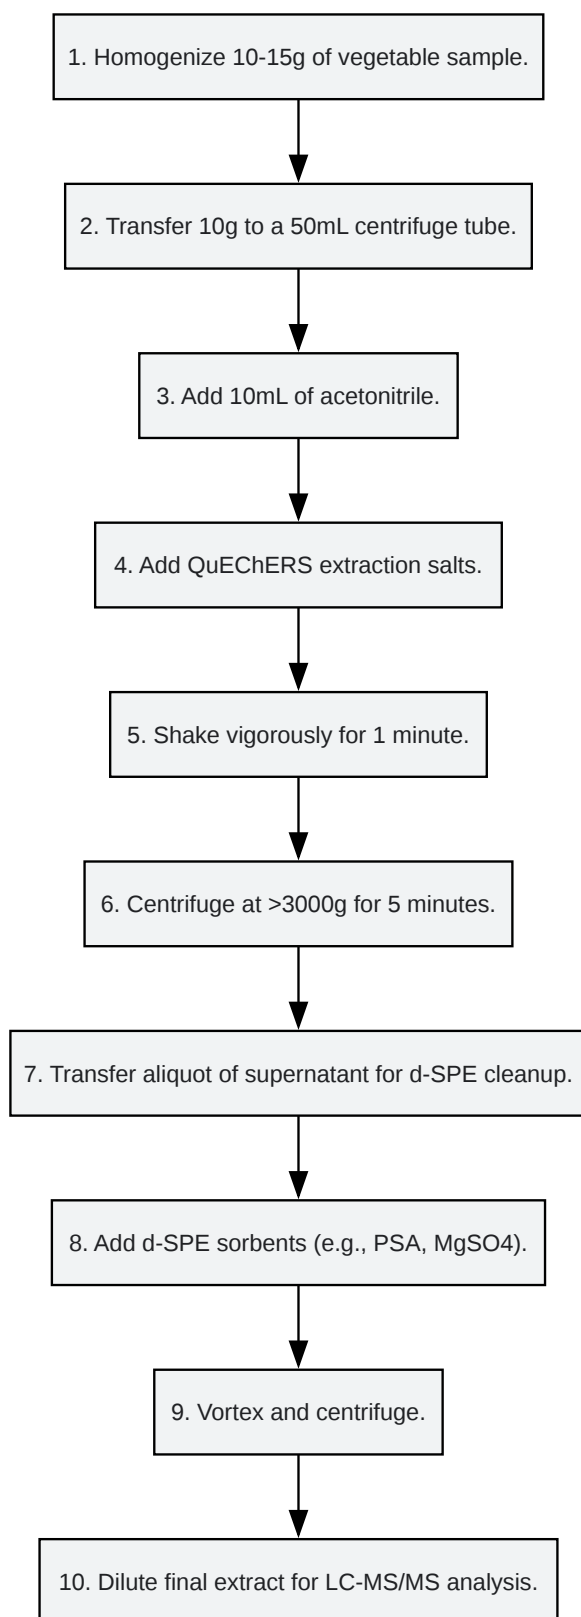 1. Homogenize 10-15g of vegetable sample.
2. Transfer 10g to a 50mL centrifuge tube.
3. Add 10mL of acetonitrile.
4. Add QuEChERS extraction salts.
5. Shake vigorously for 1 minute.
6. Centrifuge at >3000g for 5 minutes.
7. Transfer aliquot of supernatant for d-SPE cleanup.
8. Add d-SPE sorbents (e.g., PSA, MgSO4).
9. Vortex and centrifuge.
10. Dilute final extract for LC-MS/MS analysis.